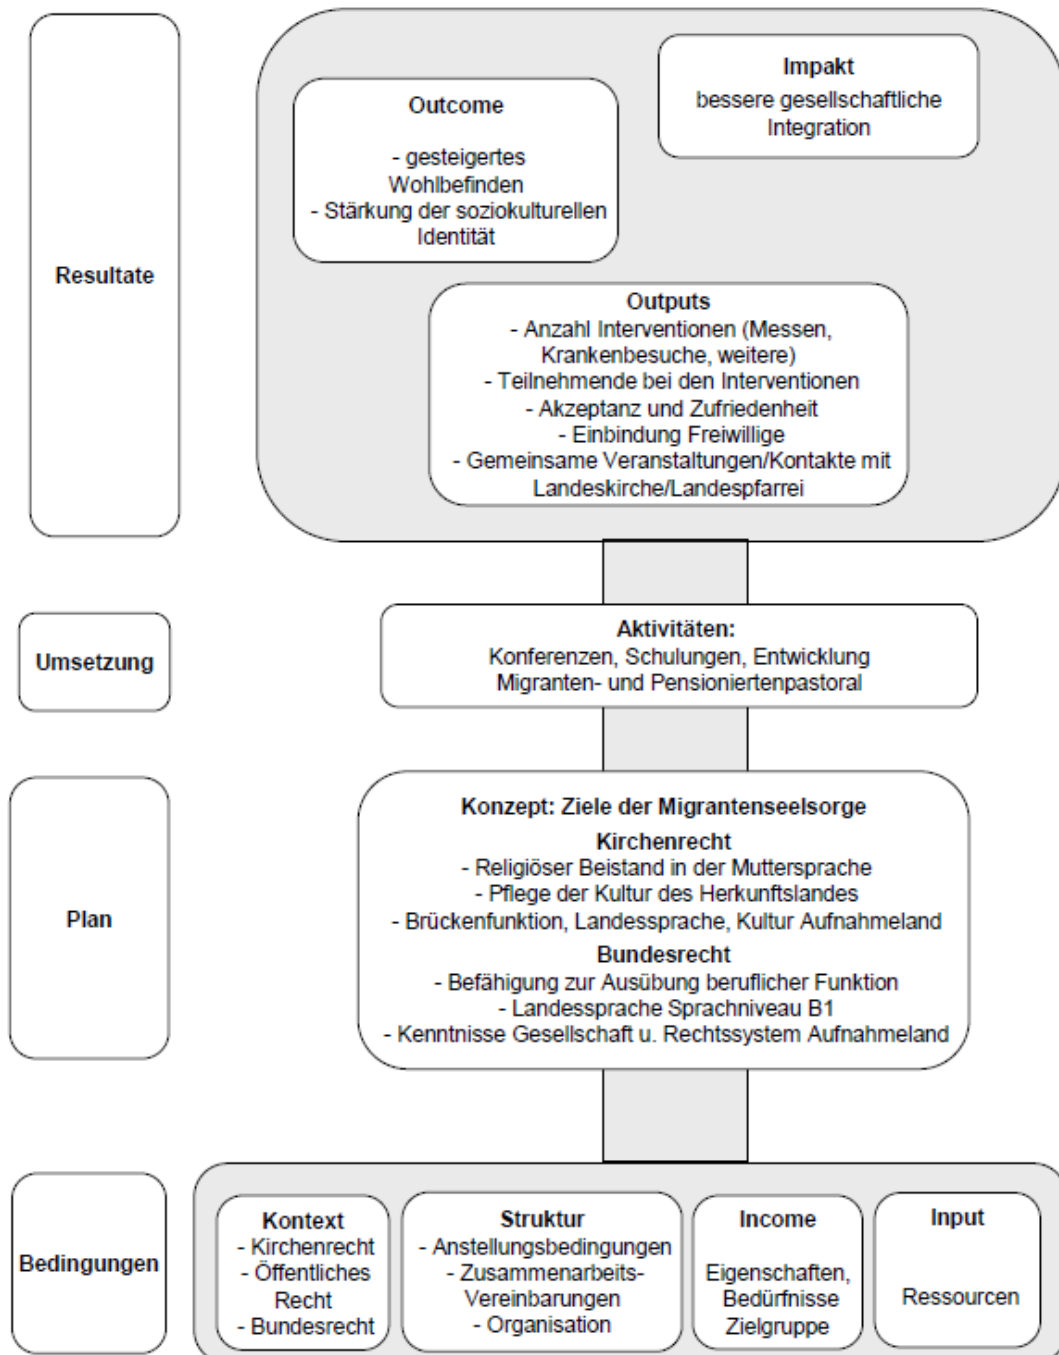 Resultate
Outcome
- gesteigertes
Wohlbefinden
- Stärkung der soziokulturellen
Identität
Impakt
bessere gesellschaftliche
Integration
Outputs
- Anzahl Interventionen (Messen,
Krankenbesuche, weitere)
- Teilnehmende bei den Interventionen
- Akzeptanz und Zufriedenheit
- Einbindung Freiwillige
- Gemeinsame Veranstaltungen/Kontakte mit
Landeskirche/Landespfarrei
Umsetzung
Aktivitäten:
Konferenzen, Schulungen, Entwicklung
Migranten- und Pensioniertenpastoral
Plan
Konzept: Ziele der Migrantenseelsorge
Kirchenrecht
- Religiöser Beistand in der Muttersprache
- Pflege der Kultur des Herkunftslandes
- Brückenfunktion, Landessprache, Kultur Aufnahmeland
Bundesrecht
- Befähigung zur Ausübung beruflicher Funktion
- Landessprache Sprachniveau B1
- Kenntnisse Gesellschaft u. Rechtssystem Aufnahmeland
Bedingungen
Kontext
- Kirchenrecht
- Öffentliches
Recht
- Bundesrecht
Struktur
- Anstellungsbedingungen
- Zusammenarbeits-
Vereinbarungen
- Organisation
Income
Eigenschaften,
Bedürfnisse
Zielgruppe
Input
Ressourcen